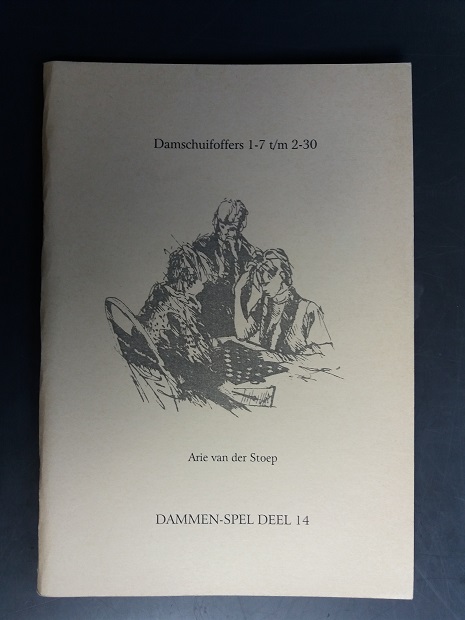 Damschuifoffers 1-7 t/m 2-30
Arie van der Stoep
DAMMEN-SPEL DEEL 14